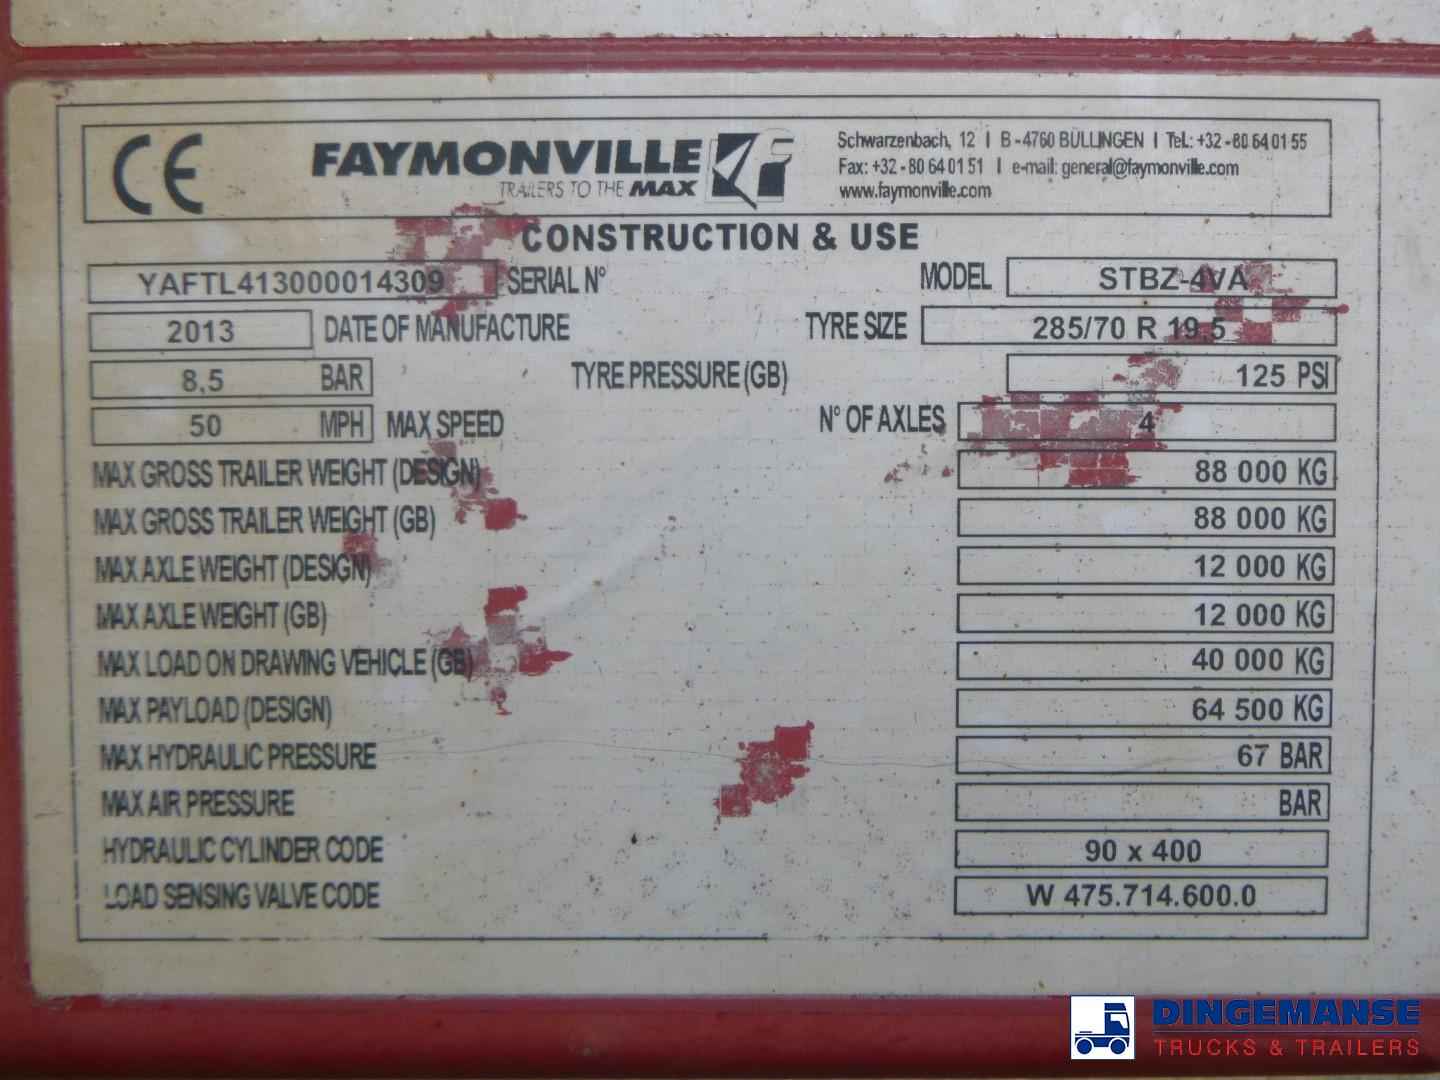 CE FAYMONVILLE
TRAILERS TO THE MAX
Schwarzenbach, 12 I B - 4760 BÜLLINGEN I Tel.: +32 - 80 64 01 55
Fax: +32 - 80 64 01 51 I e-mail: general@faymonville.com
www.faymonville.com
CONSTRUCTION & USE
YAFTL413000014309 SERIAL N° MODEL STBZ-4VA
2013 DATE OF MANUFACTURE TYRE SIZE 285/70 R 19,5
8,5 BAR TYRE PRESSURE (GB) 125 PSI
50 MPH MAX SPEED N° OF AXLES 4
MAX GROSS TRAILER WEIGHT (DESIGN) 88 000 KG
MAX GROSS TRAILER WEIGHT (GB) 88 000 KG
MAX AXLE WEIGHT (DESIGN) 12 000 KG
MAX AXLE WEIGHT (GB) 12 000 KG
MAX LOAD ON DRAWING VEHICLE (GB) 40 000 KG
MAX PAYLOAD (DESIGN) 64 500 KG
MAX HYDRAULIC PRESSURE 67 BAR
MAX AIR PRESSURE BAR
HYDRAULIC CYLINDER CODE 90 x 400
LOAD SENSING VALVE CODE W 475.714.600.0
DINGEMANSE
TRUCKS & TRAILERS